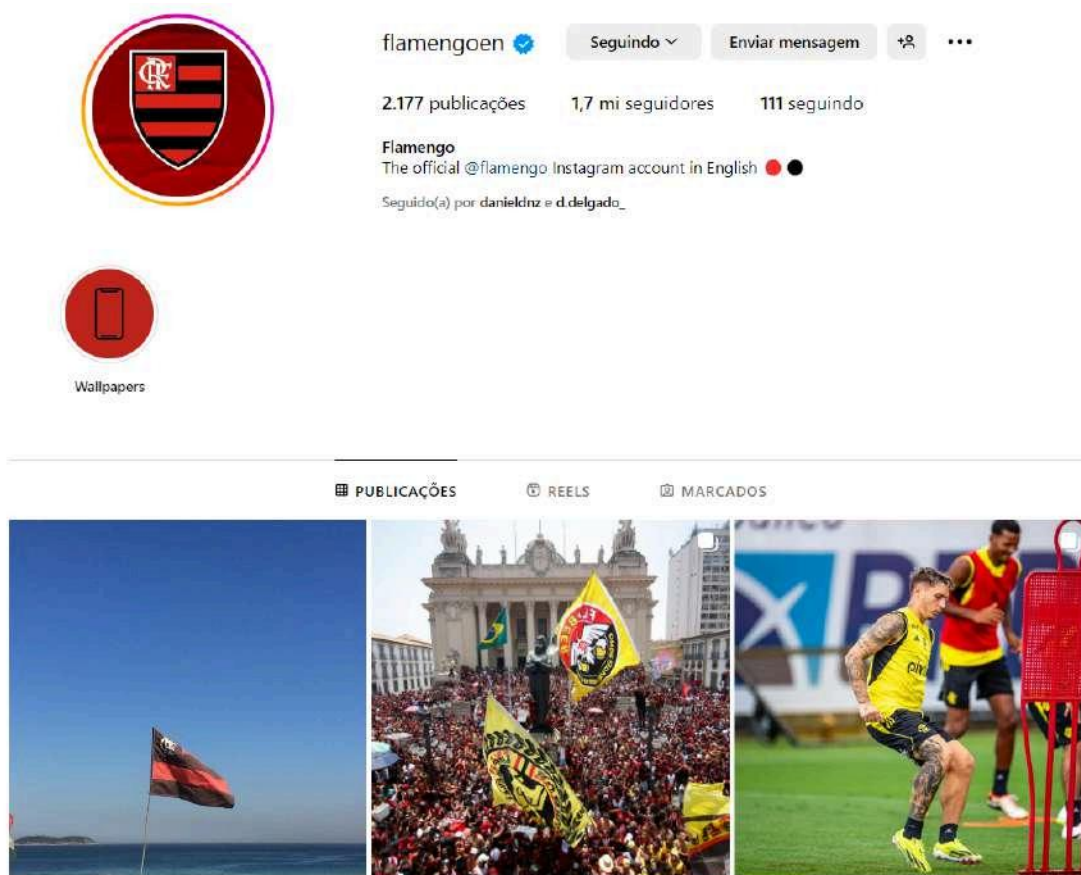 flamengoen
Seguindo
Enviar mensagem
2.177 publicações
1,7 mi seguidores
111 seguindo
Flamengo
The official @flamengo Instagram account in English
Seguido(a) por danieldnz e d.delgado_
Wallpapers
PUBLICAÇÕES
REELS
MARCADOS